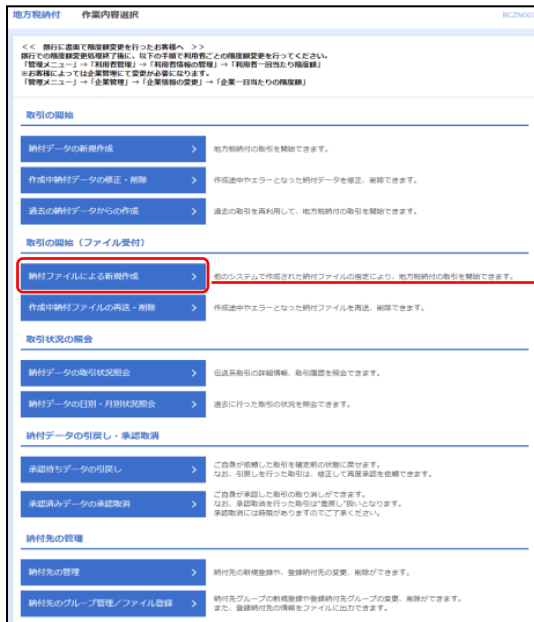 地方税納付 作業内容選択 BCZN003
<< 銀行に書面で限度額変更を行ったお客様へ >>
銀行での限度額変更処理終了後に、以下の手順で利用者ごとの限度額変更を行ってください。
「管理メニュー」→「利用者管理」→「利用者情報の管理」→「利用者一回当たり限度額」
※お客様によっては企業管理にて変更が必要になります。
「管理メニュー」→「企業管理」→「企業情報の変更」→「企業一日当たりの限度額」
取引の開始
納付データの新規作成 > 地方税納付の取引を開始できます。
作成中納付データの修正・削除 > 作成途中やエラーとなった納付データを修正、削除できます。
過去の納付データからの作成 > 過去の取引を再利用して、地方税納付の取引を開始できます。
取引の開始（ファイル受付）
納付ファイルによる新規作成 > 他のシステムで作成された納付ファイルの指定により、地方税納付の取引を開始できます。
作成中納付ファイルの再送・削除 > 作成途中やエラーとなった納付ファイルを再送、削除できます。
取引状況の照会
納付データの取引状況照会 > 伝送系取引の詳細情報、取引履歴を照会できます。
納付データの日別・月別状況照会 > 過去に行った取引の状況を照会できます。
納付データの引戻し・承認取消
承認待ちデータの引戻し > ご自身が依頼した取引を確定前の状態に戻せます。
なお、引戻しを行った取引は、修正して再度承認を依頼できます。
承認済みデータの承認取消 > ご自身が承認した取引の取り消しができます。
なお、承認取消を行った取引は"差戻し"扱いとなります。
承認取消には時限がありますのでご了承ください。
納付先の管理
納付先の管理 > 納付先の新規登録や、登録納付先の変更、削除ができます。
納付先のグループ管理／ファイル登録 > 納付先グループの新規登録や登録納付先グループの変更、削除ができます。
また、登録納付先の情報をファイルに出力できます。